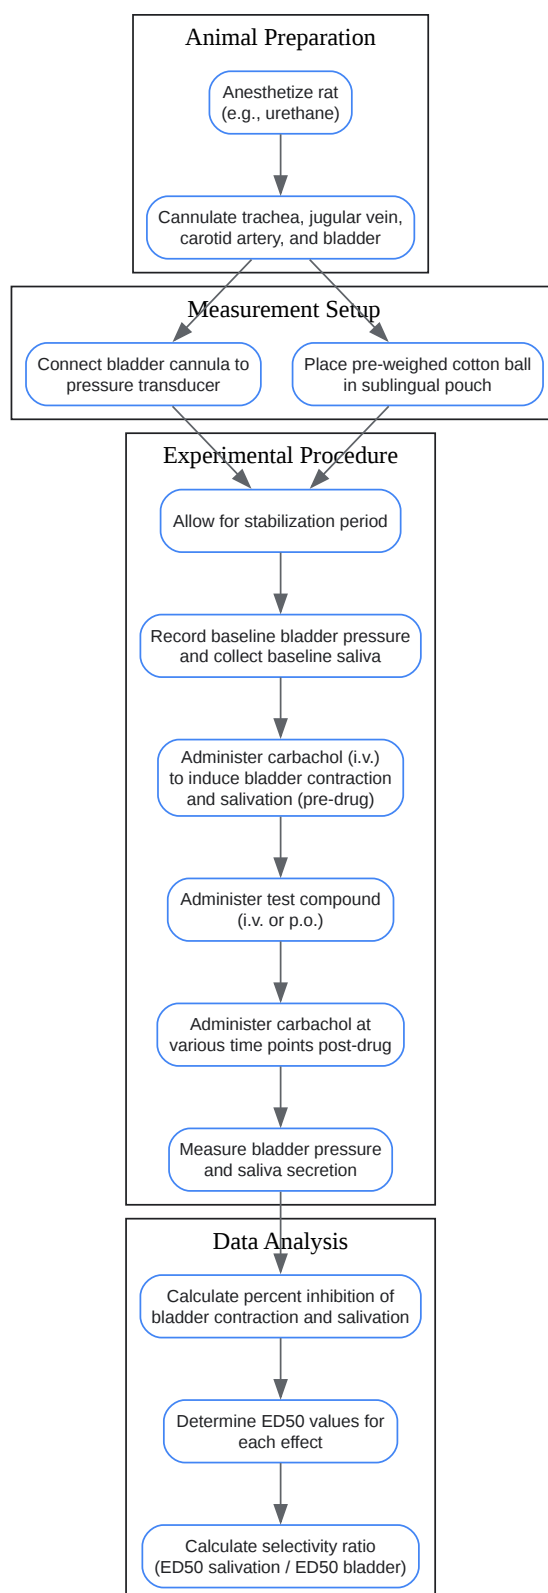 Animal Preparation
Anesthetize rat
(e.g., urethane)
Cannulate trachea, jugular vein,
carotid artery, and bladder
Measurement Setup
Connect bladder cannula to
pressure transducer
Place pre-weighed cotton ball
in sublingual pouch
Experimental Procedure
Allow for stabilization period
Record baseline bladder pressure
and collect baseline saliva
Administer carbachol (i.v.)
to induce bladder contraction
and salivation (pre-drug)
Administer test compound
(i.v. or p.o.)
Administer carbachol at
various time points post-drug
Measure bladder pressure
and saliva secretion
Data Analysis
Calculate percent inhibition of
bladder contraction and salivation
Determine ED50 values for
each effect
Calculate selectivity ratio
(ED50 salivation / ED50 bladder)